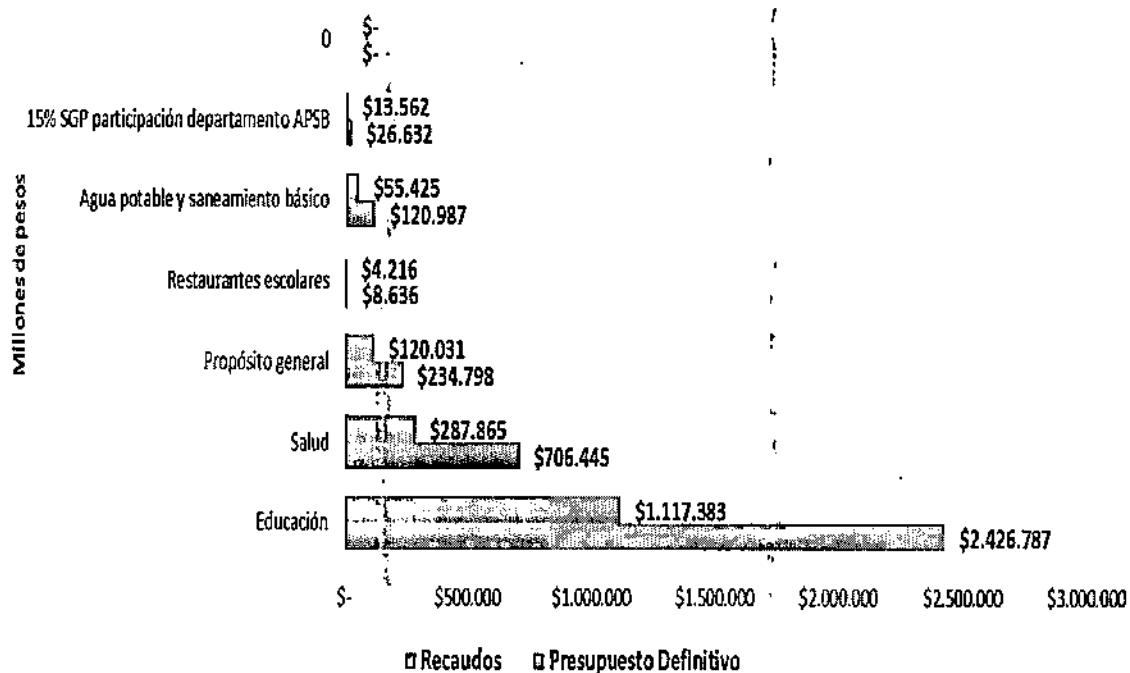 0
$-
$-
15% SGP participación departamento APSB
$13.562
$26.632
Agua potable y saneamiento básico
$55.425
$120.987
Restaurantes escolares
$4.216
$8.636
Propósito general
$120.031
$234.798
Salud
$287.865
$706.445
Educación
$1.117.383
$2.426.787
Millones de pesos
$- $500.000 $1.000.000 $1.500.000 $2.000.000 $2.500.000 $3.000.000
Recaudos Presupuesto Definitivo